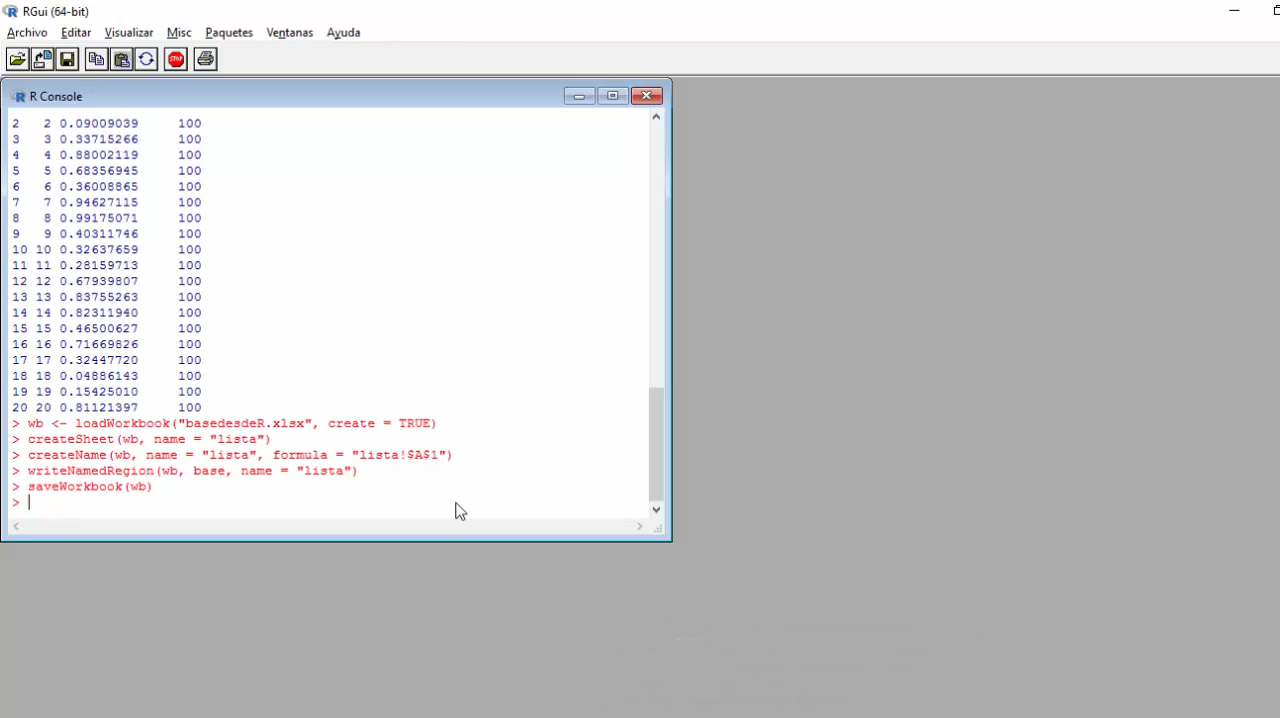 RGui (64-bit)
Archivo Editar Visualizar Misc Paquetes Ventanas Ayuda
STOP
R Console
2 2 0.09009039 100
3 3 0.33715266 100
4 4 0.88002119 100
5 5 0.68356945 100
6 6 0.36008865 100
7 7 0.94627115 100
8 8 0.99175071 100
9 9 0.40311746 100
10 10 0.32637659 100
11 11 0.28159713 100
12 12 0.67939807 100
13 13 0.83755263 100
14 14 0.82311940 100
15 15 0.46500627 100
16 16 0.71669826 100
17 17 0.32447720 100
18 18 0.04886143 100
19 19 0.15425010 100
20 20 0.81121397 100
> wb <- loadWorkbook("basedesdeR.xlsx", create = TRUE)
> createSheet(wb, name = "lista")
> createName(wb, name = "lista", formula = "lista!$A$1")
> writeNamedRegion(wb, base, name = "lista")
> saveWorkbook(wb)
>